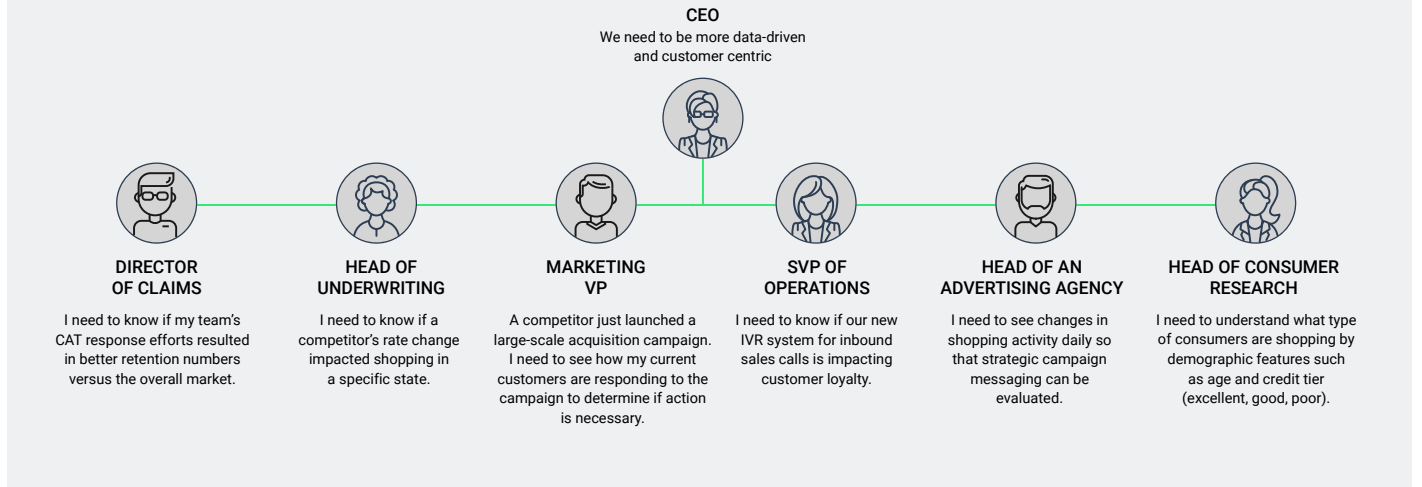 CEO
We need to be more data-driven
and customer centric
DIRECTOR
OF CLAIMS
I need to know if my team's
CAT response efforts resulted
in better retention numbers
versus the overall market.
HEAD OF
UNDERWRITING
I need to know if a
competitor's rate change
impacted shopping in
a specific state.
MARKETING
VP
A competitor just launched a
large-scale acquisition campaign.
I need to see how my current
customers are responding to the
campaign to determine if action
is necessary.
SVP OF
OPERATIONS
I need to know if our new
IVR system for inbound
sales calls is impacting
customer loyalty.
HEAD OF AN
ADVERTISING AGENCY
I need to see changes in
shopping activity daily so
that strategic campaign
messaging can be
evaluated.
HEAD OF CONSUMER
RESEARCH
I need to understand what type
of consumers are shopping by
demographic features such
as age and credit tier
(excellent, good, poor).